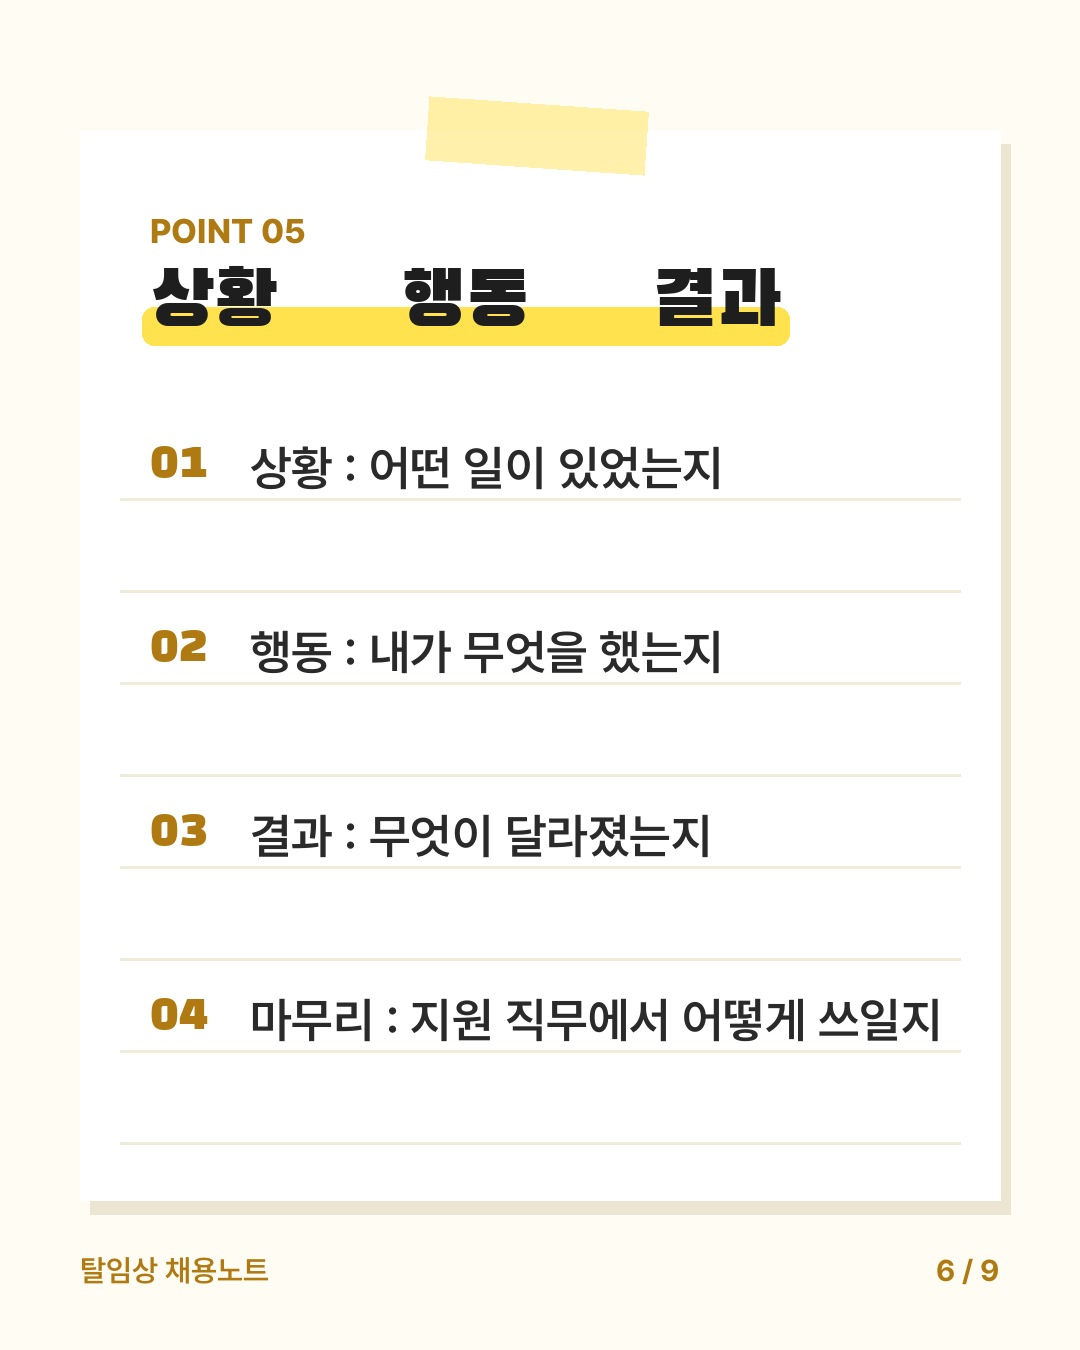 POINT 05
상황 행동 결과
01 상황 : 어떤 일이 있었는지
02 행동 : 내가 무엇을 했는지
03 결과 : 무엇이 달라졌는지
04 마무리 : 지원 직무에서 어떻게 쓰일지
탈임상 채용노트
6 / 9